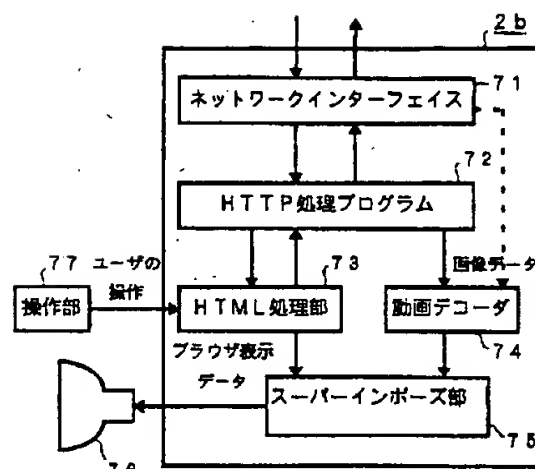 2b
71
ネットワークインターフェイス
72
HTTP処理プログラム
77
ユーザの
操作
操作部
73
HTML処理部
画像データ
動画デコーダ
74
ブラウザ表示
データ
スーパーインポーズ部
75
76